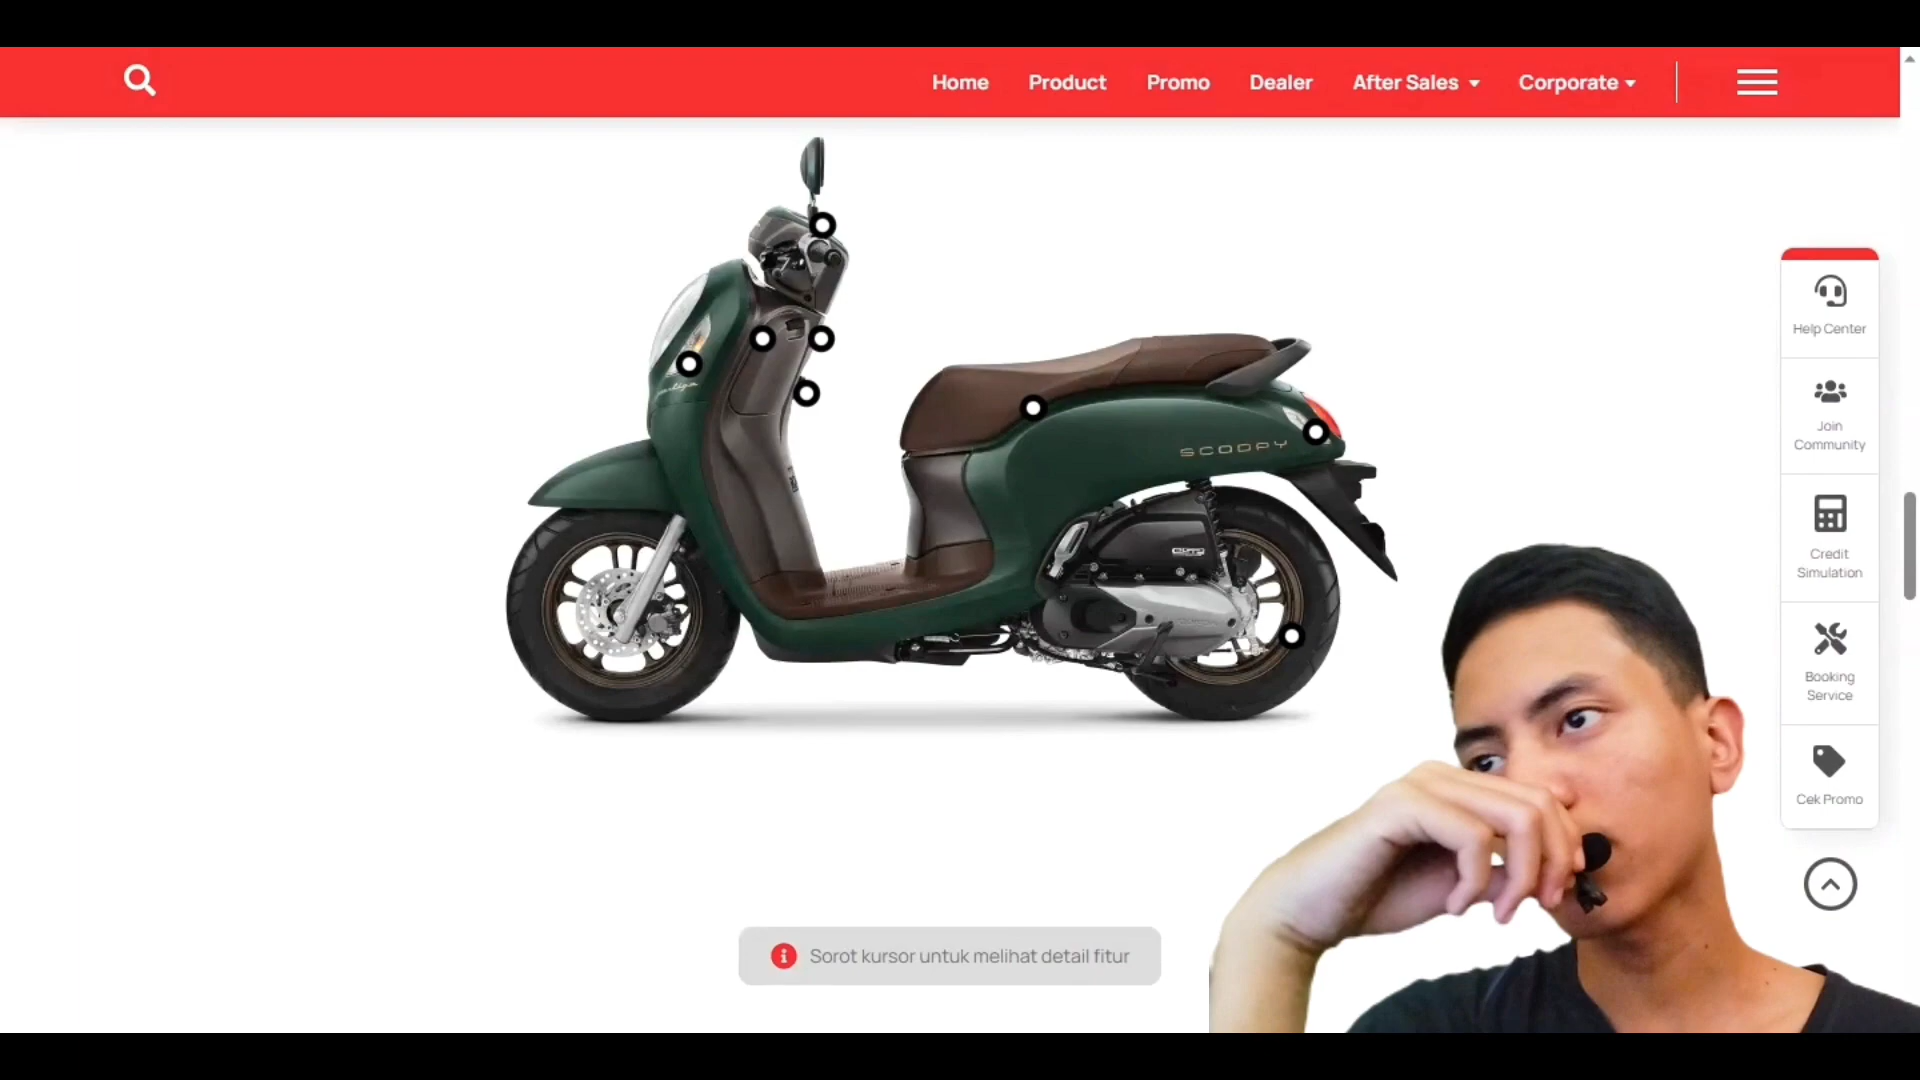 Home Product Promo Dealer After Sales Corporate
SCOOPY
Help Center
Join
Community
Credit
Simulation
Booking
Service
Cek Promo
Sorot kursor untuk melihat detail fitur